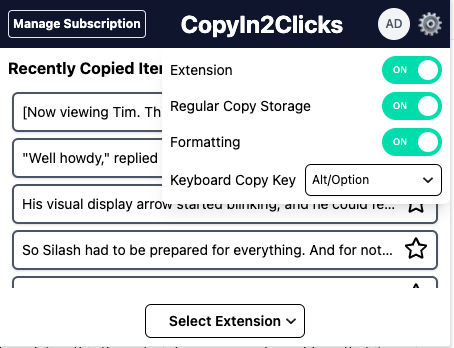 Manage Subscription
CopyIn2Clicks
AD
Recently Copied Iter
Extension
ON
Regular Copy Storage
ON
Formatting
ON
Keyboard Copy Key
Alt/Option
[Now viewing Tim. Th
"Well howdy," replied
His visual display arrow started blinking, and he could re...
So Silash had to be prepared for everything. And for not...
Select Extension